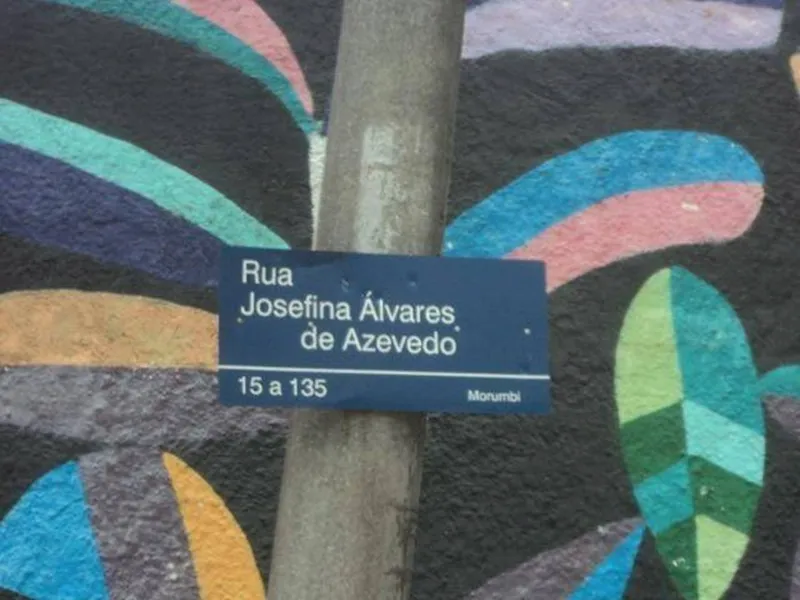 Rua
Josefina Álvares
de Azevedo
15 a 135
Morumbi